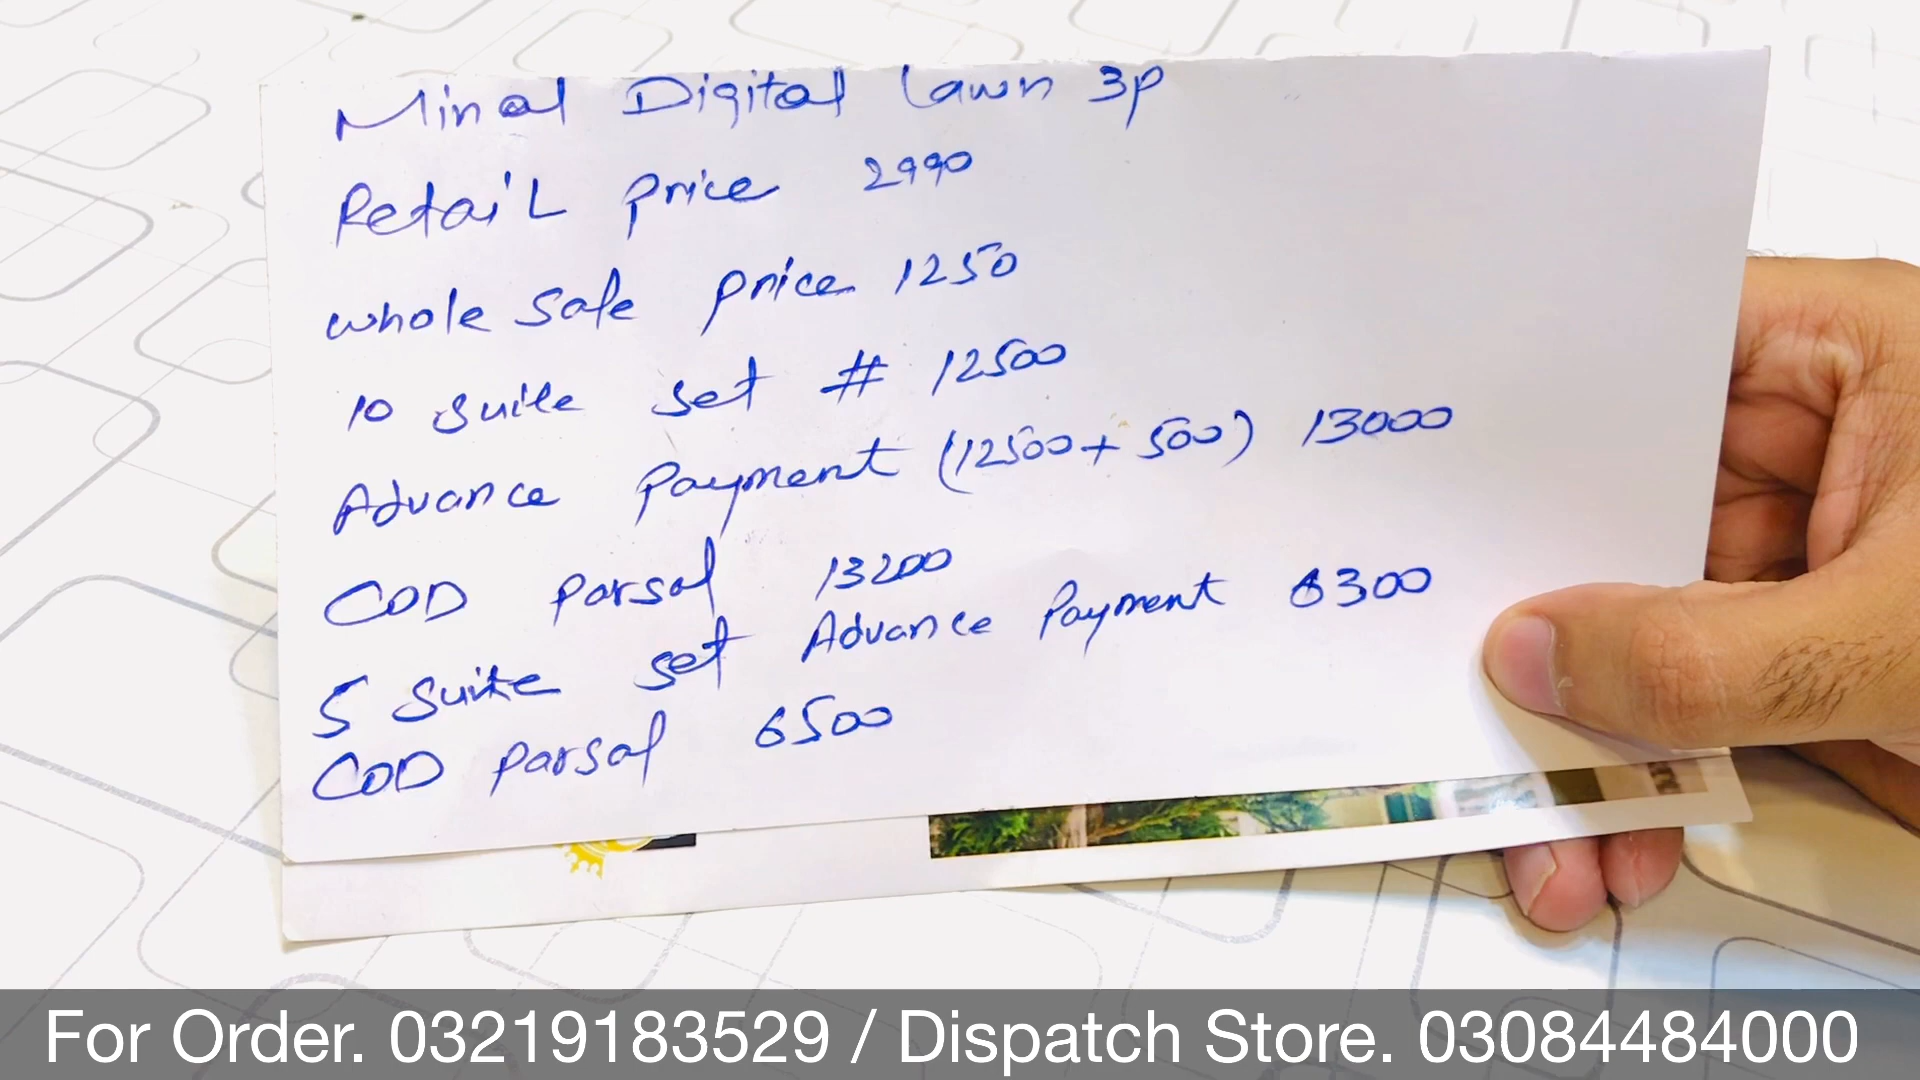 Minal Digital Lawn 3p
Retail price 2990
whole sale price 1250
10 suite set # 12500
Advance payment (12500+500) 13000
COD parsal 13200
5 suite set Advance Payment 6300
COD parsal 6500
For Order. 03219183529 / Dispatch Store. 03084484000